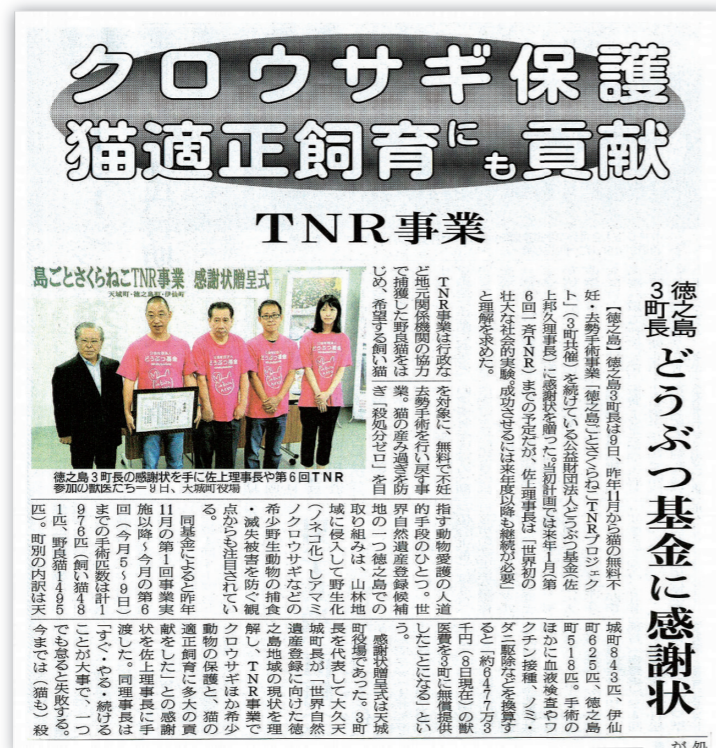 クロウサギ保護
猫適正飼育にも貢献
TNR事業
徳之島3町長
どうぶつ基金に感謝状
【徳之島】徳之島3町長は9日、昨年11月から猫の無料不
妊・去勢手術事業「徳之島ごとさくらねこTNRプロジェク
ト」(3町共催)を続けている公益財団法人どうぶつ基金(佐
上邦久理事長)に感謝状を贈った。当初計画では来年1月(第
6回一斉TNR)までの予定だが、佐上理事長は「世界初の
壮大な社会的実験。成功させるには来年度以降も継続が必要」
と理解を求めた。
TNR事業は行政な
ど地元関係機関の協力
で捕獲した野良猫をは
じめ、希望する飼い猫
を対象に、無料で不妊
去勢手術を行い戻す事
業。猫の産み過ぎを防
ぎ「殺処分ゼロ」を目
島ごとさくらねこTNR事業 感謝状贈呈式
天城町・徳之島町・伊仙町
どうぶつ基金
徳之島3町長の感謝状を手に佐上理事長や第6回TNR
参加の獣医たち=9日、天城町役場
指す動物愛護の人道
的手段のひとつ。世
界自然遺産登録候補
地の一つ徳之島での
取り組みは、山林地
域に侵入して野生化
(ノネコ化)しアマミ
ノクロウサギなどの
希少野生動物の捕食
・滅失被害を防ぐ観
点からも注目されてい
る。
同基金によると昨年
11月の第1回事業実
施以降~今月の第6
回(今月5~9日)
までの手術匹数は計1
976匹(飼い猫48
1匹、野良猫1495
匹)。町別の内訳は天
城町843匹、伊仙
町625匹、徳之島
町518匹。手術の
ほかに血液検査やワ
クチン接種、ノミ・
ダニ駆除などを換算す
ると「約6477万3
千円(8日現在)の獣
医費を3町に無償提供
したことになる」とい
う。
感謝状贈呈式は天城
町役場であった。3町
長を代表して大久天
城町長が「世界自然
遺産登録に向けた徳
之島地域の現状を理
解し、TNR事業で
クロウサギほか希少
動物の保護と、猫の
適正飼育に多大の貢
献をした」との感謝
状を佐上理事長に手
渡した。同理事長は
「すぐ・やる・続ける
ことが大事で、一つ
でも怠ると失敗する。
今までは(猫も)殺